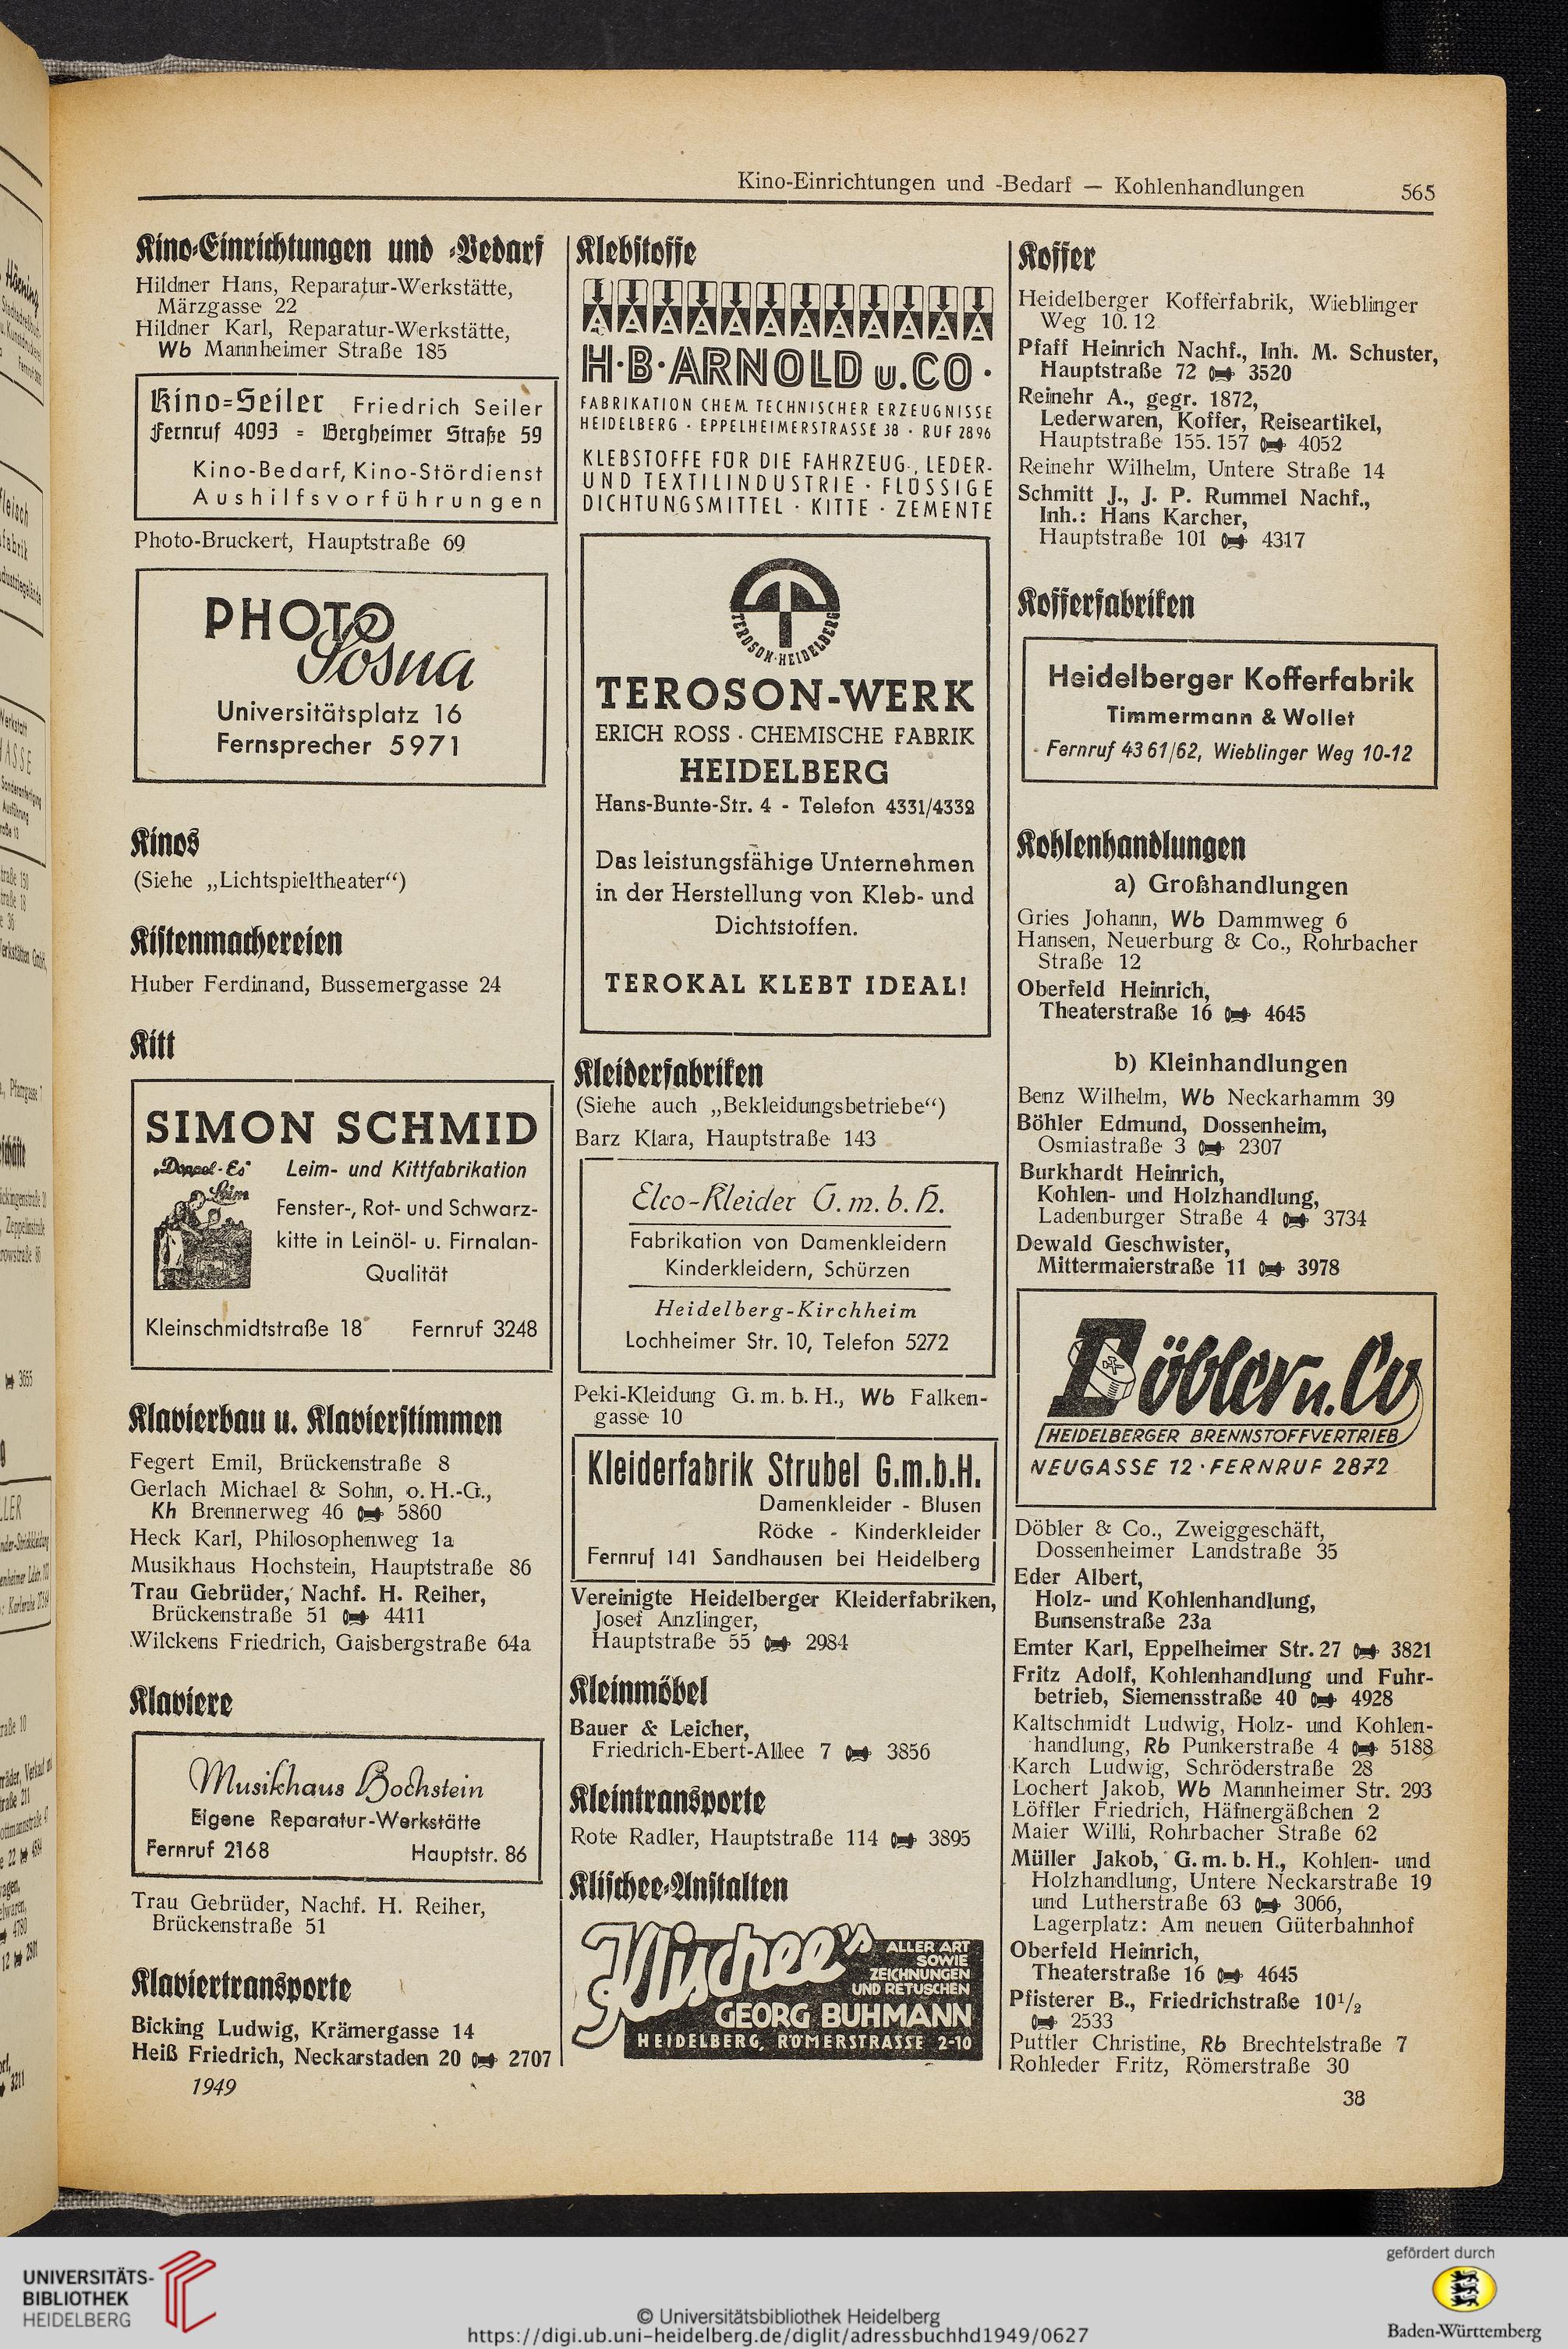 Kino-Einrichtungen und -Bedarf — Kohlenhandlungen 565
Kino-Einrichtungen und -Bedarf
Hildner Hans, Reparatur-Werkstätte,
Märzgasse 22
Hildner Karl, Reparatur-Werkstätte,
Wb Mannheimer Straße 185
Kino-Seiler Friedrich Seiler
Fernruf 4093 - Bergheimer Straße 59
Kino-Bedarf, Kino-Stördienst
Aushilfsvorführungen
Photo-Bruckert, Hauptstraße 69
PHOTO
Sosna
Universitätsplatz 16
Fernsprecher 5971
Kinos
(Siehe „Lichtspieltheater“)
Kistenmachereien
Huber Ferdinand, Bussemergasse 24
Kitt
SIMON SCHMID
„Doppel-Es“
Leim
Leim- und Kittfabrikation
Fenster-, Rot- und Schwarz-
kitte in Leinöl- u. Firnalan-
Qualität
Kleinschmidtstraße 18 Fernruf 3248
Klavierbau u. Klavierstimmen
Fegert Emil, Brückenstraße 8
Gerlach Michael & Sohn, o. H.-G.,
Kh Brennerweg 46 5860
Heck Karl, Philosophenweg 1a
Musikhaus Hochstein, Hauptstraße 86
Trau Gebrüder, Nachf. H. Reiher,
Brückenstraße 51 4411
Wilckens Friedrich, Gaisbergstraße 64a
Klaviere
Musikhaus Hochstein
Eigene Reparatur-Werkstätte
Fernruf 2168 Hauptstr. 86
Trau Gebrüder, Nachf. H. Reiher,
Brückenstraße 51
Klaviertransporte
Bicking Ludwig, Krämergasse 14
Heiß Friedrich, Neckarstaden 20 2707
1949
Klebstoffe
H·B·ARNOLD u. CO·
FABRIKATION CHEM. TECHNISCHER ERZEUGNISSE
HEIDELBERG · EPPELHEIMERSTRASSE 38 · RUF 2896
KLEBSTOFFE FÜR DIE FAHRZEUG-, LEDER-
UND TEXTILINDUSTRIE · FLÜSSIGE
DICHTUNGSMITTEL · KITTE · ZEMENTE
TEROSON·HEIDELBERG
TEROSON-WERK
ERICH ROSS · CHEMISCHE FABRIK
HEIDELBERG
Hans-Bunte-Str. 4 - Telefon 4331/4332
Das leistungsfähige Unternehmen
in der Herstellung von Kleb- und
Dichtstoffen.
TEROKAL KLEBT IDEAL!
Kleiderfabriken
(Siehe auch „Bekleidungsbetriebe“)
Barz Klara, Hauptstraße 143
Elco-Kleider G.m.b.H.
Fabrikation von Damenkleidern
Kinderkleidern, Schürzen
Heidelberg-Kirchheim
Lochheimer Str. 10, Telefon 5272
Peki-Kleidung G. m. b. H., Wb Falken-
gasse 10
Kleiderfabrik Strubel G.m.b.H.
Damenkleider - Blusen
Röcke - Kinderkleider
Fernruf 141 Sandhausen bei Heidelberg
Vereinigte Heidelberger Kleiderfabriken,
Josef Anzlinger,
Hauptstraße 55 2984
Kleinmöbel
Bauer & Leicher,
Friedrich-Ebert-Allee 7 3856
Kleintransporte
Rote Radler, Hauptstraße 114 3895
Klischee-Anstalten
Klischee's
ALLER ART
SOWIE
ZEICHNUNGEN
UND RETUSCHEN
GEORG BUHMANN
HEIDELBERG, RÖMERSTRASSE 2-10
Koffer
Heidelberger Kofferfabrik, Wieblinger
Weg 10. 12
Pfaff Heinrich Nachf., Inh. M. Schuster,
Hauptstraße 72 3520
Reinehr A., gegr. 1872,
Lederwaren, Koffer, Reiseartikel,
Hauptstraße 155. 157 4052
Reinehr Wilhelm, Untere Straße 14
Schmitt J., J. P. Rummel Nachf.,
Inh.: Hans Karcher,
Hauptstraße 101 4317
Kofferfabriken
Heidelberger Kofferfabrik
Timmermann & Wollet
Fernruf 4361/62, Wieblinger Weg 10-12
Kohlenhandlungen
a) Großhandlungen
Gries Johann, Wb Dammweg 6
Hansen, Neuerburg & Co., Rohrbacher
Straße 12
Oberfeld Heinrich,
Theaterstraße 16 4645
b) Kleinhandlungen
Benz Wilhelm, Wb Neckarhamm 39
Böhler Edmund, Dossenheim,
Osmiastraße 3 2307
Burkhardt Heinrich,
Kohlen- und Holzhandlung,
Ladenburger Straße 4 3734
Dewald Geschwister,
Mittermaierstraße 11 3978
Döbler u. Co
HEIDELBERGER BRENNSTOFFVERTRIEB
NEUGASSE 12 · FERNRUF 2872
Döbler & Co., Zweiggeschäft,
Dossenheimer Landstraße 35
Eder Albert,
Holz- und Kohlenhandlung,
Bunsenstraße 23a
Emter Karl, Eppelheimer Str. 27 3821
Fritz Adolf, Kohlenhandlung und Fuhr-
betrieb, Siemensstraße 40 4928
Kaltschmidt Ludwig, Holz- und Kohlen-
handlung, Rb Punkerstraße 4 5188
Karch Ludwig, Schröderstraße 28
Lochert Jakob, Wb Mannheimer Str. 293
Löffler Friedrich, Häfnergäßchen 2
Maier Willi, Rohrbacher Straße 62
Müller Jakob, G. m. b. H., Kohlen- und
Holzhandlung, Untere Neckarstraße 19
und Lutherstraße 63 3066,
Lagerplatz: Am neuen Güterbahnhof
Oberfeld Heinrich,
Theaterstraße 16 4645
Pfisterer B., Friedrichstraße 10½
2533
Puttler Christine, Rb Brechtelstraße 7
Rohleder Fritz, Römerstraße 30
38
UNIVERSITÄTS-
BIBLIOTHEK
HEIDELBERG
© Universitätsbibliothek Heidelberg
https://digi.ub.uni-heidelberg.de/diglit/adressbuchhd1949/0627
gefördert durch
Baden-Württemberg